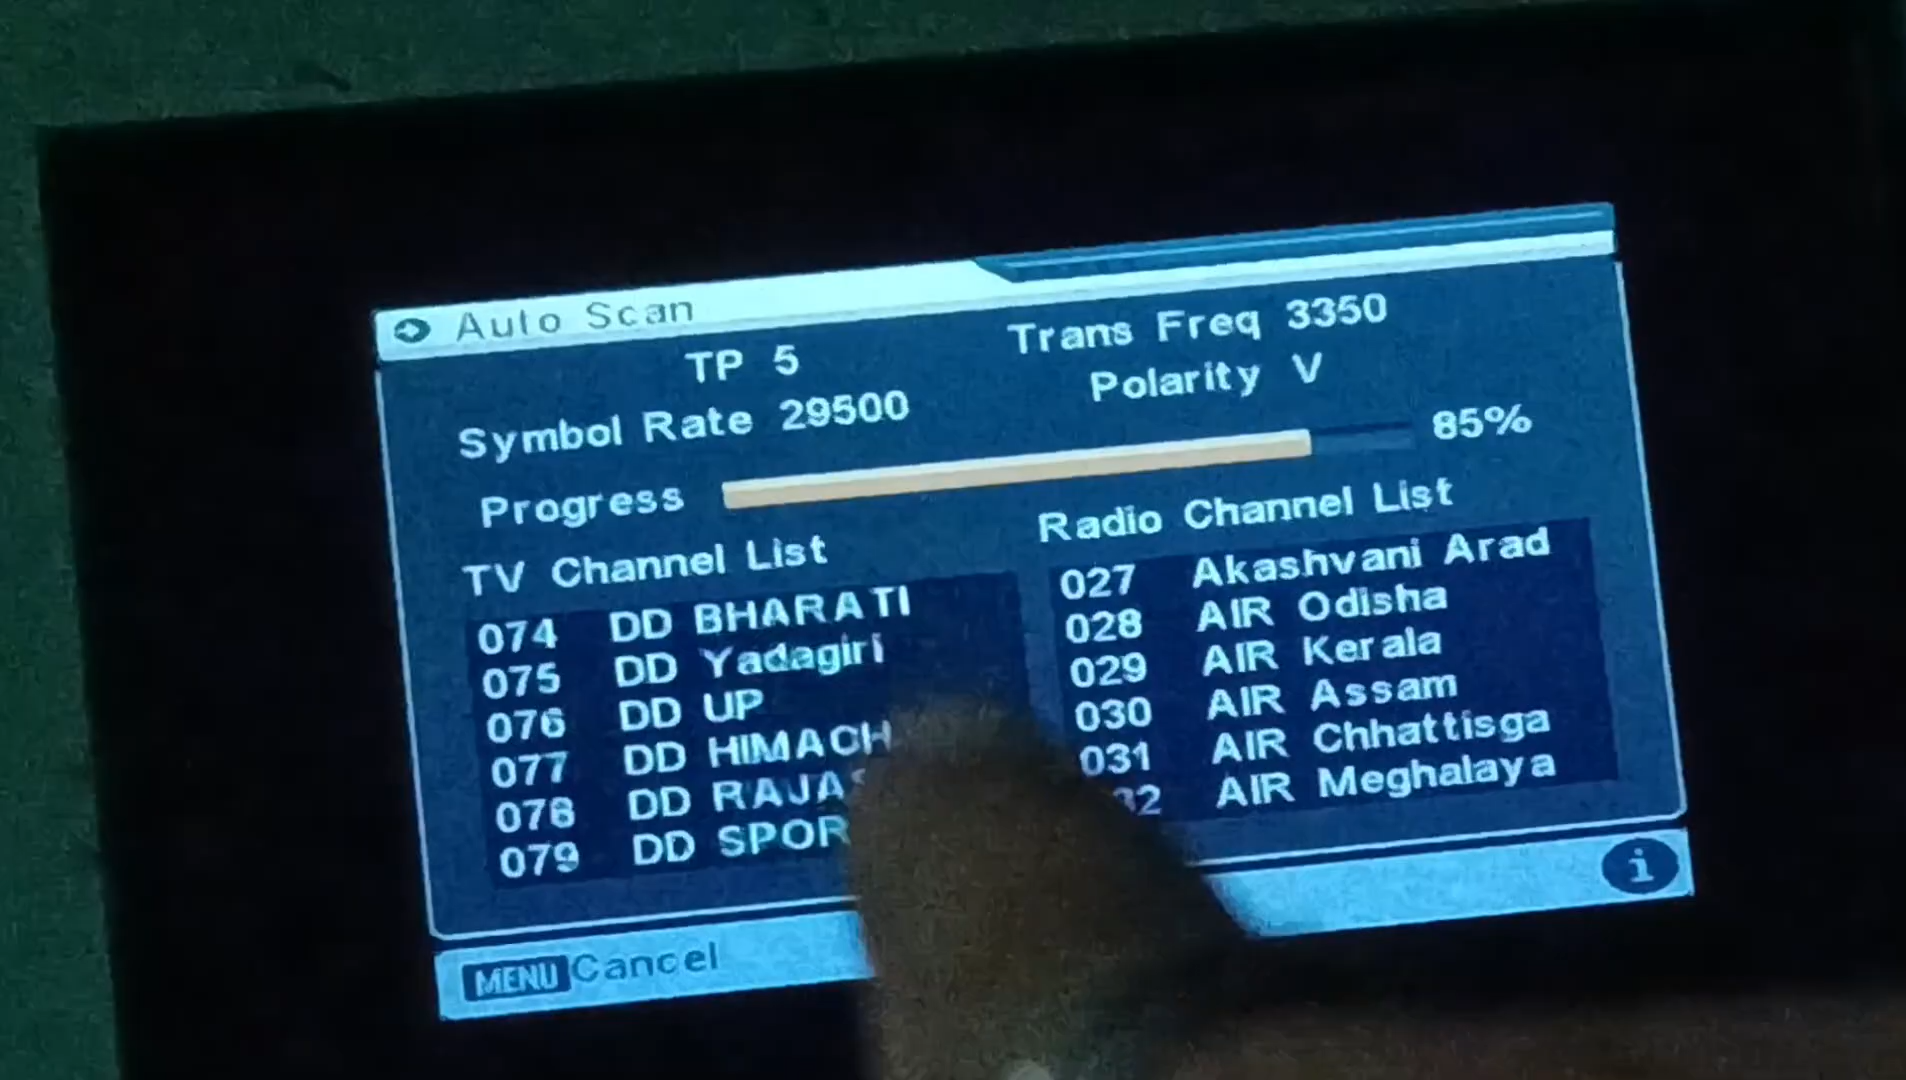 Auto Scan
TP 5
Trans Freq 3350
Symbol Rate 29500
Polarity V
Progress
85%
TV Channel List
Radio Channel List
074 DD BHARATI
075 DD Yadagiri
076 DD UP
077 DD HIMACH
078 DD RAJAS
079 DD SPOR
027 Akashvani Arad
028 AIR Odisha
029 AIR Kerala
030 AIR Assam
031 AIR Chhattisga
32 AIR Meghalaya
MENU Cancel
i